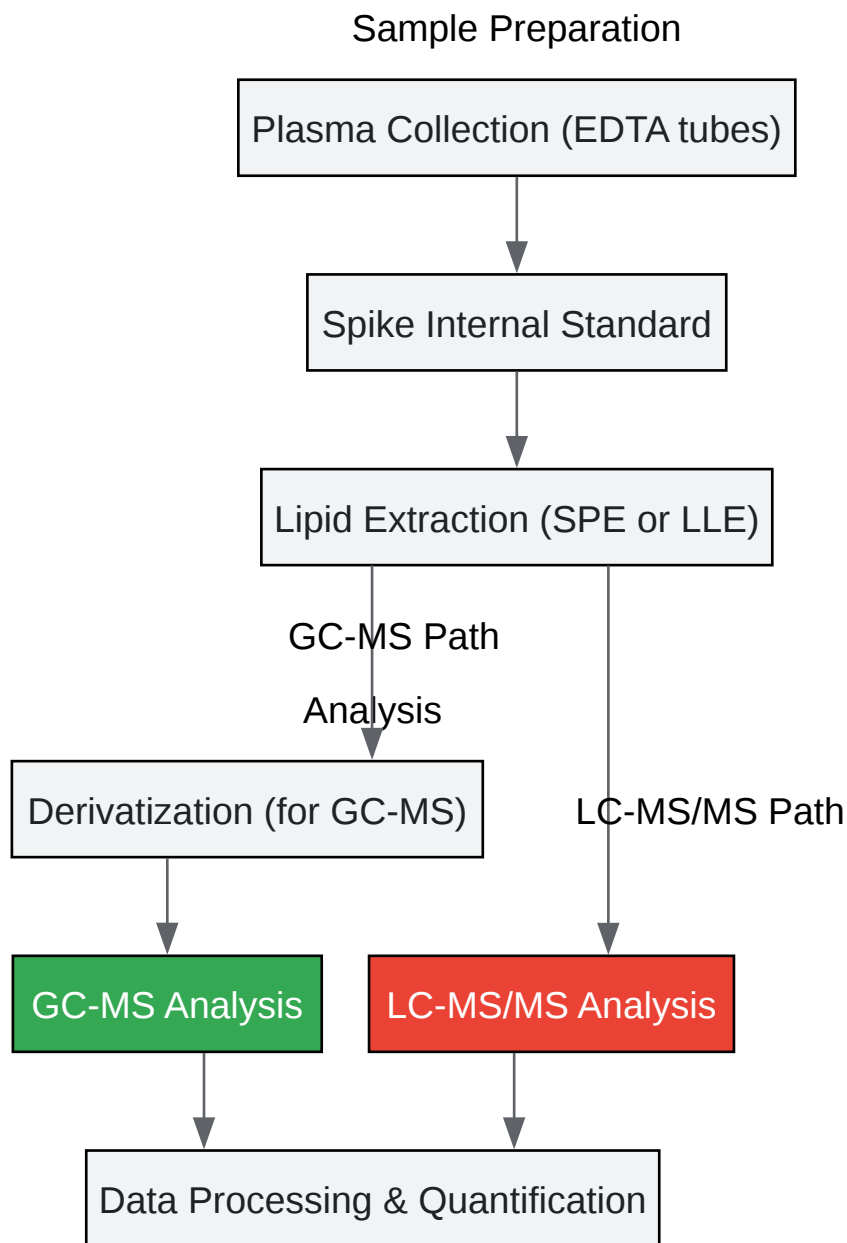 Sample Preparation
Plasma Collection (EDTA tubes)
Spike Internal Standard
Lipid Extraction (SPE or LLE)
GC-MS Path
Analysis
Derivatization (for GC-MS)
LC-MS/MS Path
GC-MS Analysis
LC-MS/MS Analysis
Data Processing & Quantification